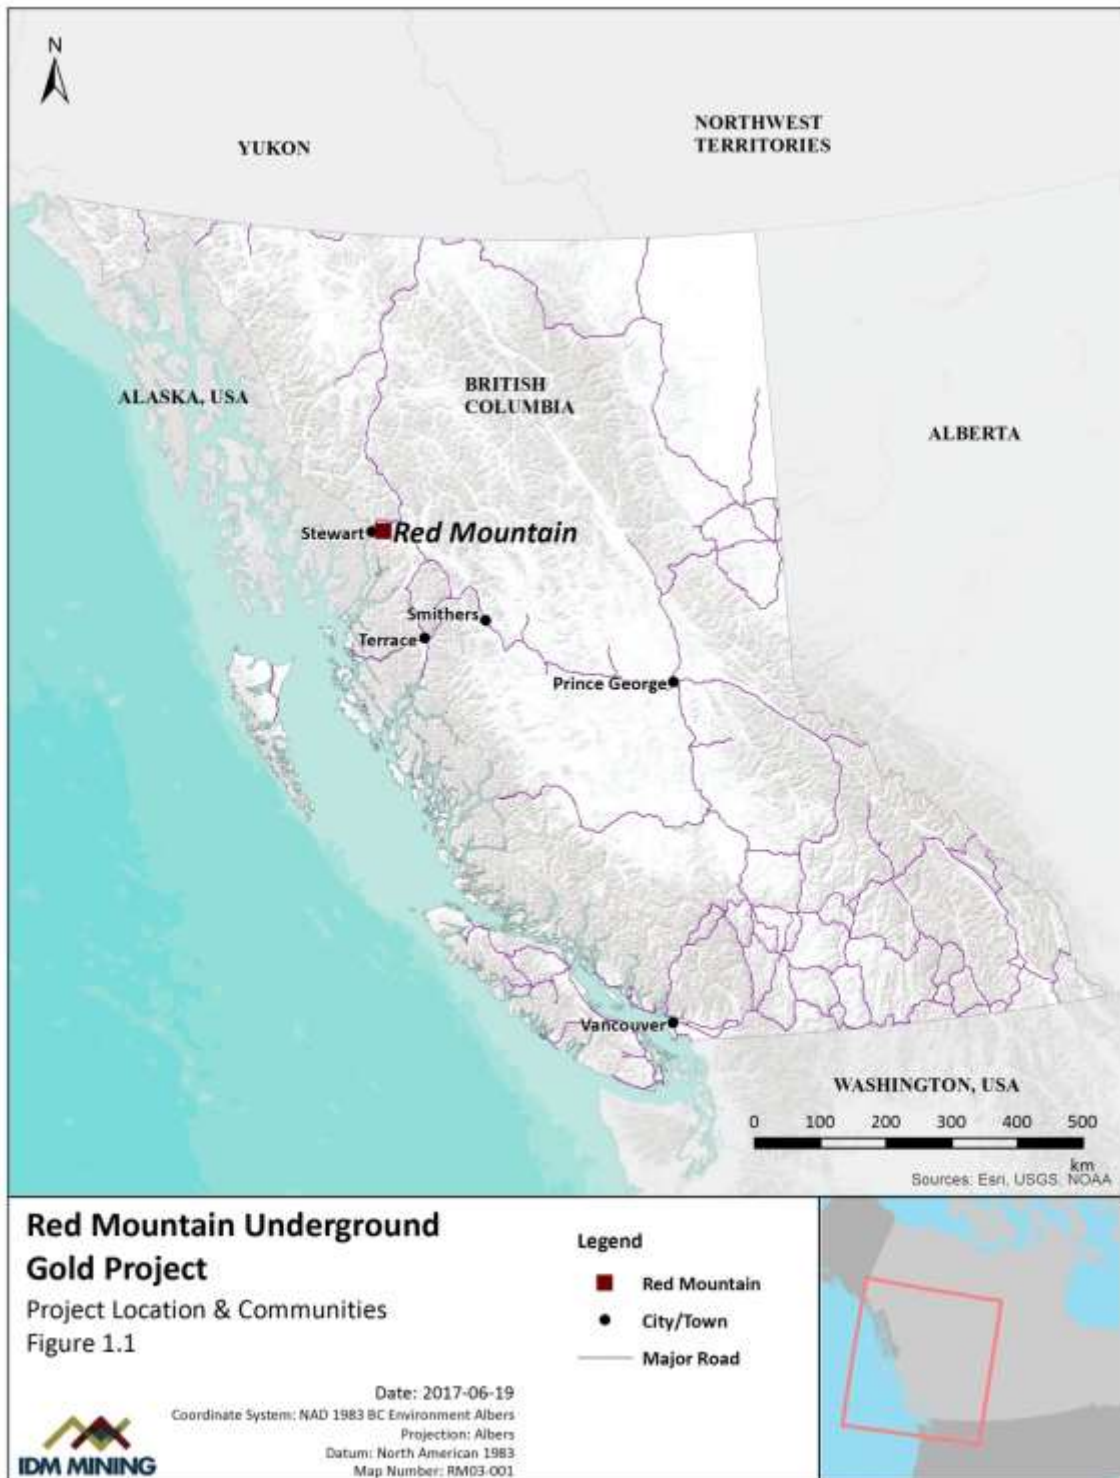 N
YUKON
NORTHWEST
TERRITORIES
ALASKA, USA
BRITISH
COLUMBIA
ALBERTA
Stewart
Red Mountain
Smithers
Terrace
Prince George
Vancouver
WASHINGTON, USA
0 100 200 300 400 500
km
Sources: Esri, USGS, NOAA
Red Mountain Underground
Gold Project
Project Location & Communities
Figure 1.1
Legend
Red Mountain
City/Town
Major Road
Date: 2017-06-19
Coordinate System: NAD 1983 BC Environment Albers
Projection: Albers
Datum: North American 1983
Map Number: RM03-001
IDM MINING